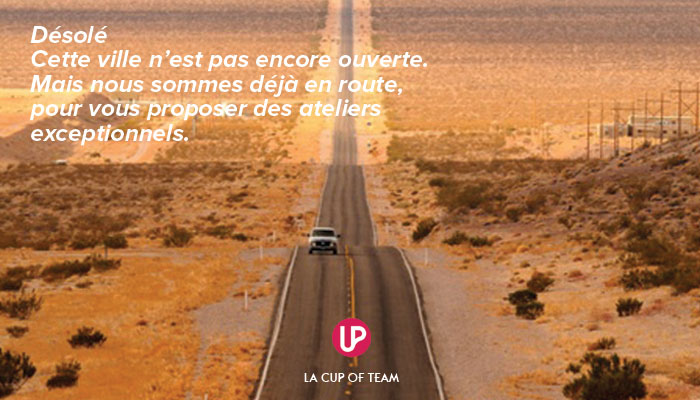 Désolé
Cette ville n’est pas encore ouverte.
Mais nous sommes déjà en route,
pour vous proposer des ateliers
exceptionnels.
UP
LA CUP OF TEAM